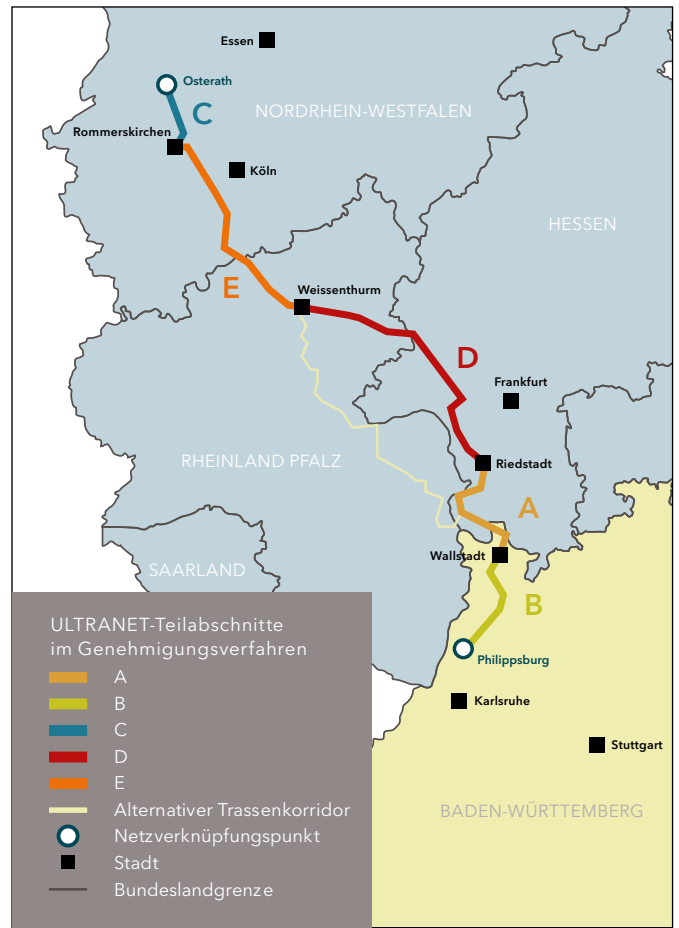 Essen
Osterath
C
NORDRHEIN-WESTFALEN
Rommerskirchen
Köln
HESSEN
E
Weissenthurm
D
Frankfurt
RHEINLAND PFALZ
Riedstadt
A
Wallstadt
SAARLAND
B
Philippsburg
Karlsruhe
Stuttgart
BADEN-WÜRTTEMBERG
ULTRANET-Teilabschnitte
im Genehmigungsverfahren
A
B
C
D
E
Alternativer Trassenkorridor
Netzverknüpfungspunkt
Stadt
Bundeslandgrenze